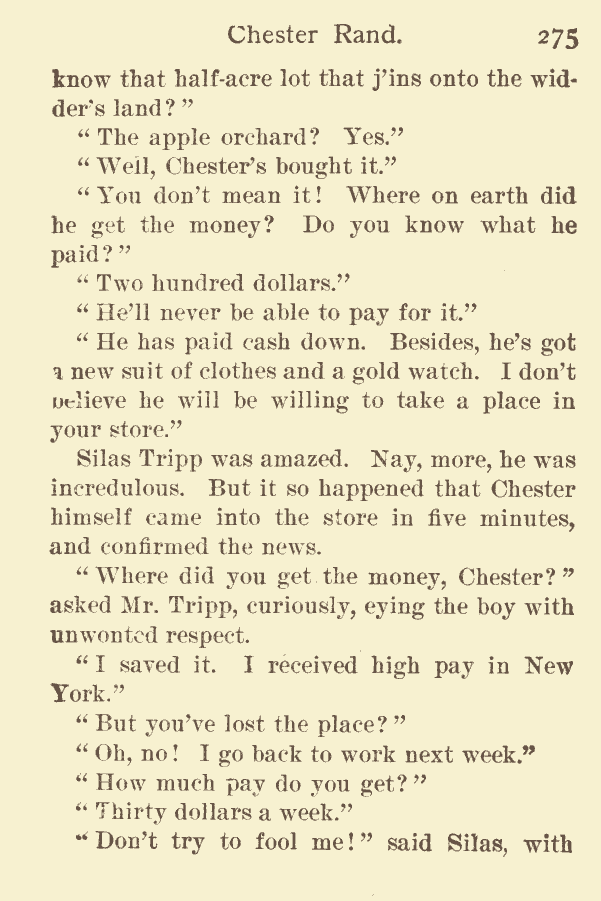 Chester Rand. 275
know that half-acre lot that j'ins onto the wid-
der's land?"
"The apple orchard? Yes."
"Well, Chester's bought it."
"You don't mean it! Where on earth did
he get the money? Do you know what he
paid?"
"Two hundred dollars."
"He'll never be able to pay for it."
"He has paid cash down. Besides, he's got
a new suit of clothes and a gold watch. I don't
believe he will be willing to take a place in
your store."
Silas Tripp was amazed. Nay, more, he was
incredulous. But it so happened that Chester
himself came into the store in five minutes,
and confirmed the news.
"Where did you get the money, Chester?"
asked Mr. Tripp, curiously, eying the boy with
unwonted respect.
"I saved it. I received high pay in New
York."
"But you've lost the place?"
"Oh, no! I go back to work next week."
"How much pay do you get?"
"Thirty dollars a week."
"Don't try to fool me!" said Silas, with